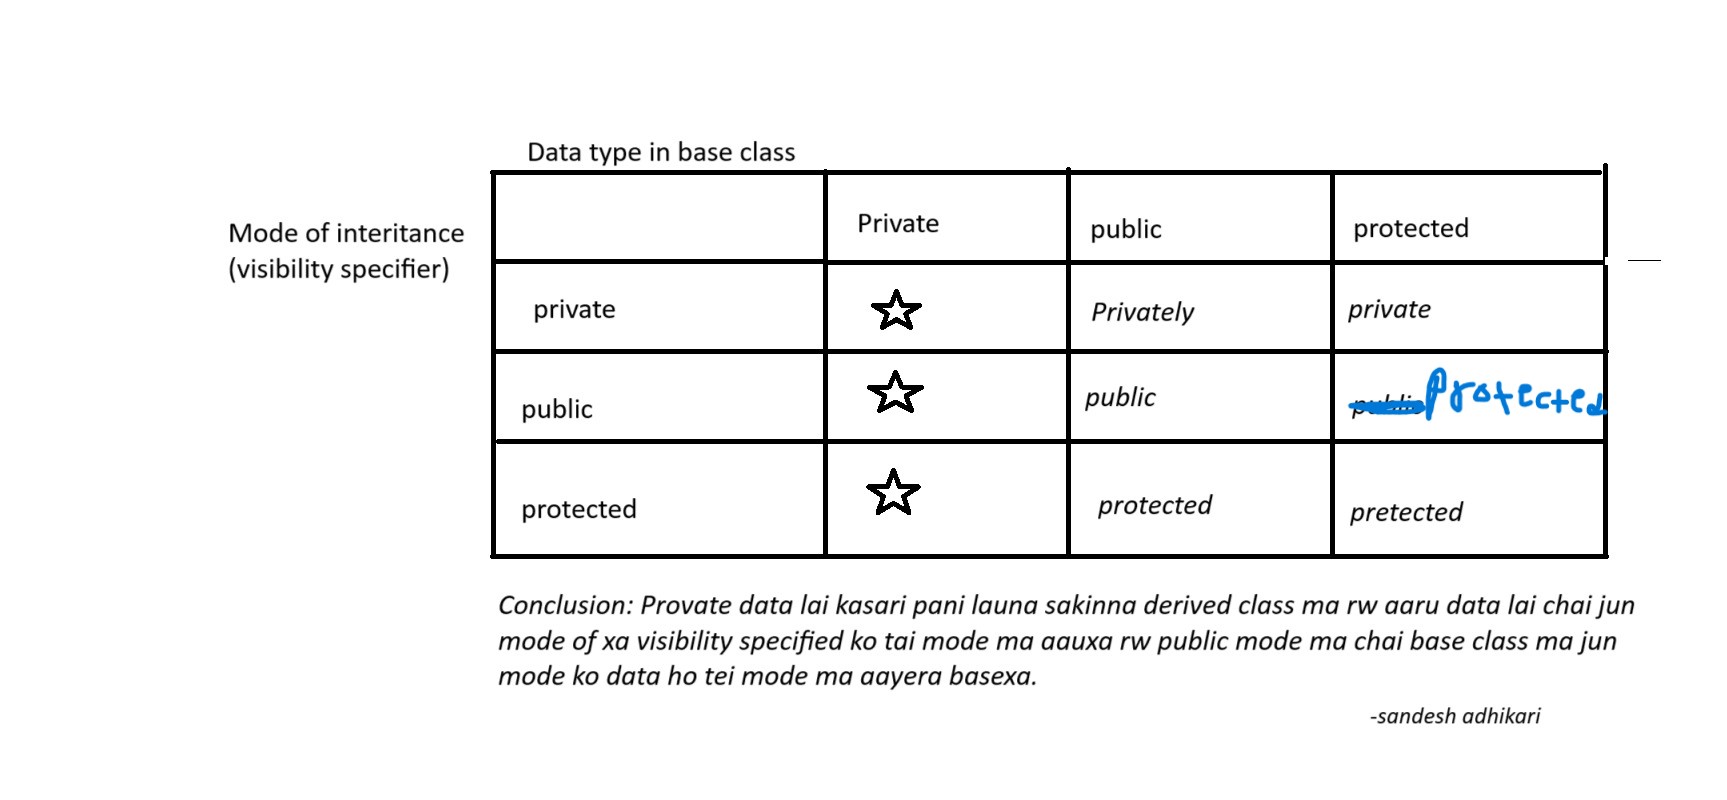 Data type in base class
Mode of interitance
(visibility specifier)
Private public protected
private Privately private
public public public Protected
protected protected pretected
Conclusion: Provate data lai kasari pani launa sakinna derived class ma rw aaru data lai chai jun
mode of xa visibility specified ko tai mode ma aauxa rw public mode ma chai base class ma jun
mode ko data ho tei mode ma aayera basexa.
-sandesh adhikari